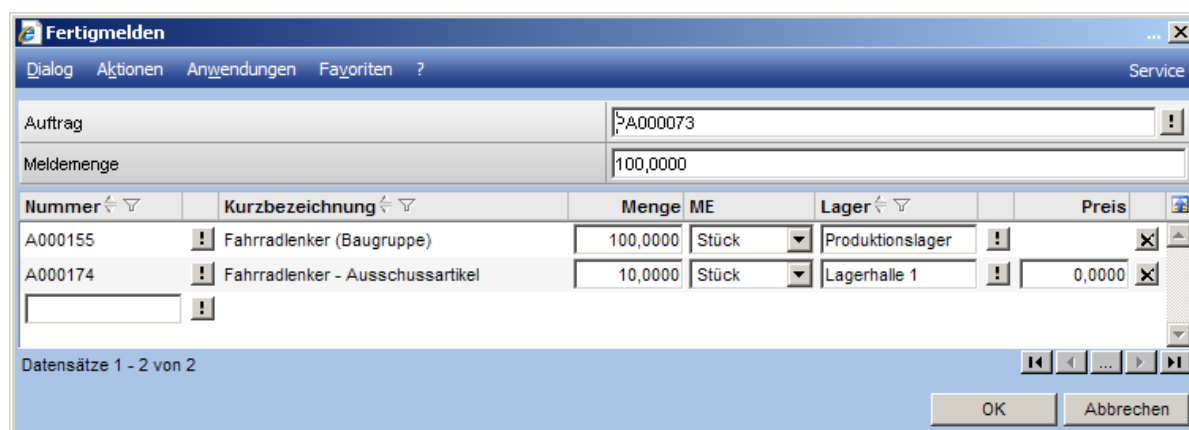 Fertigmelden ... X
Dialog Aktionen Anwendungen Favoriten ? Service
Auftrag PA000073 !
Meldemenge 100,0000
Nummer Kurzbezeichnung Menge ME Lager Preis
A000155 ! Fahrradlenker (Baugruppe) 100,0000 Stück Produktionslager !
A000174 ! Fahrradlenker - Ausschussartikel 10,0000 Stück Lagerhalle 1 ! 0,0000
!
Datensätze 1 - 2 von 2 ...
OK Abbrechen